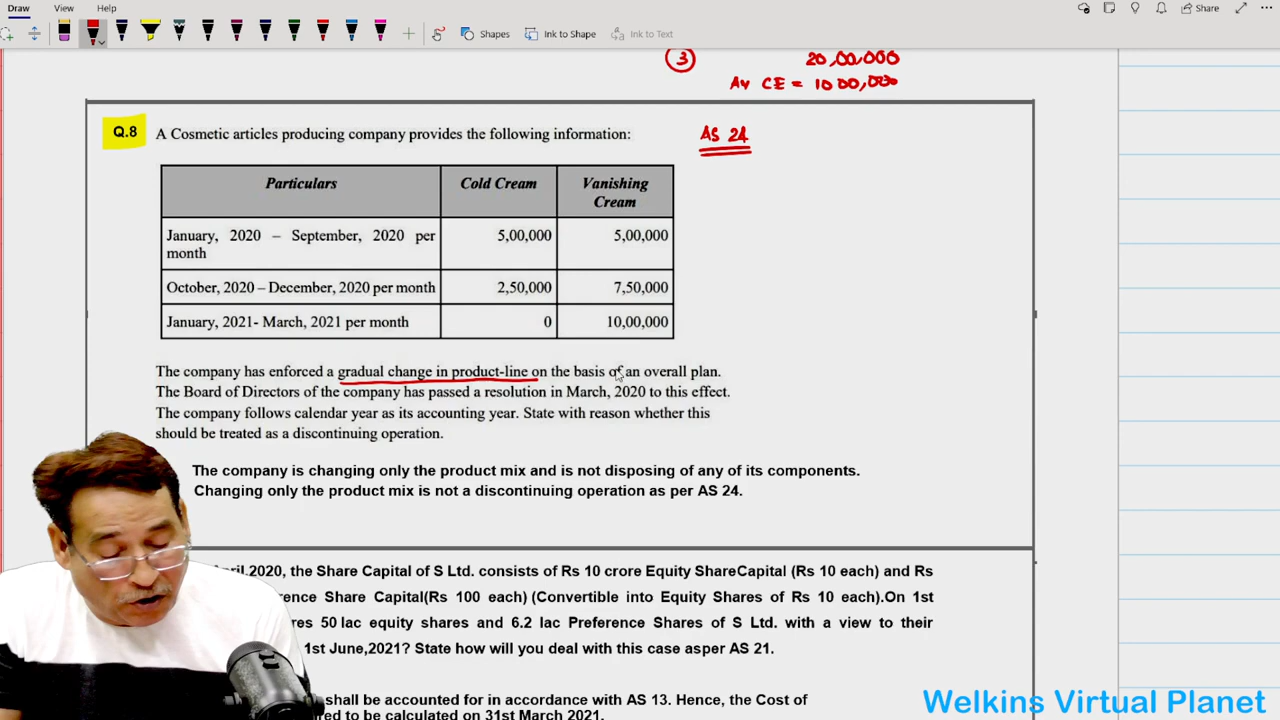 Draw View Help
Share
Shapes Ink to Shape Ink to Text
3 20,00,000
Av CE = 1000,000
Q.8 A Cosmetic articles producing company provides the following information: AS 24
Particulars Cold Cream Vanishing Cream
January, 2020 – September, 2020 per month 5,00,000 5,00,000
October, 2020 – December, 2020 per month 2,50,000 7,50,000
January, 2021- March, 2021 per month 0 10,00,000
The company has enforced a gradual change in product-line on the basis of an overall plan.
The Board of Directors of the company has passed a resolution in March, 2020 to this effect.
The company follows calendar year as its accounting year. State with reason whether this
should be treated as a discontinuing operation.
The company is changing only the product mix and is not disposing of any of its components.
Changing only the product mix is not a discontinuing operation as per AS 24.
April 2020, the Share Capital of S Ltd. consists of Rs 10 crore Equity ShareCapital (Rs 10 each) and Rs
Share Capital(Rs 100 each) (Convertible into Equity Shares of Rs 10 each).On 1st
50 lac equity shares and 6.2 lac Preference Shares of S Ltd. with a view to their
1st June,2021? State how will you deal with this case asper AS 21.
shall be accounted for in accordance with AS 13. Hence, the Cost of
to be calculated on 31st March 2021.
Welkins Virtual Planet